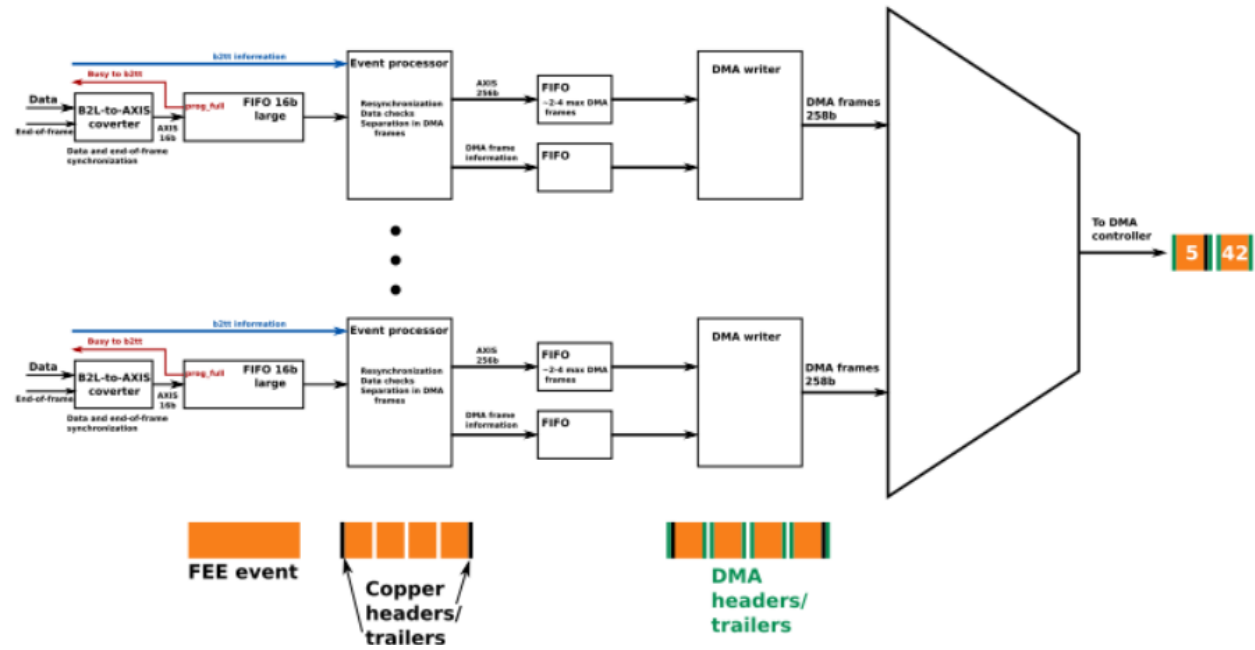 b2tt information
Busy to b2tt
Data
End-of-frame
B2L-to-AXIS
coverter
Data and end-of-frame
synchronization
AXIS
16b
prog_full
FIFO 16b
large
Event processor
Resynchronization
Data checks
Separation in DMA
frames
AXIS
256b
DMA frame
information
FIFO
~2-4 max DMA
frames
FIFO
DMA writer
DMA frames
258b
To DMA
controller
5 42
b2tt information
Busy to b2tt
Data
End-of-frame
B2L-to-AXIS
coverter
Data and end-of-frame
synchronization
AXIS
16b
prog_full
FIFO 16b
large
Event processor
Resynchronization
Data checks
Separation in DMA
frames
AXIS
256b
DMA frame
information
FIFO
~2-4 max DMA
frames
FIFO
DMA writer
DMA frames
258b
FEE event
Copper
headers/
trailers
DMA
headers/
trailers